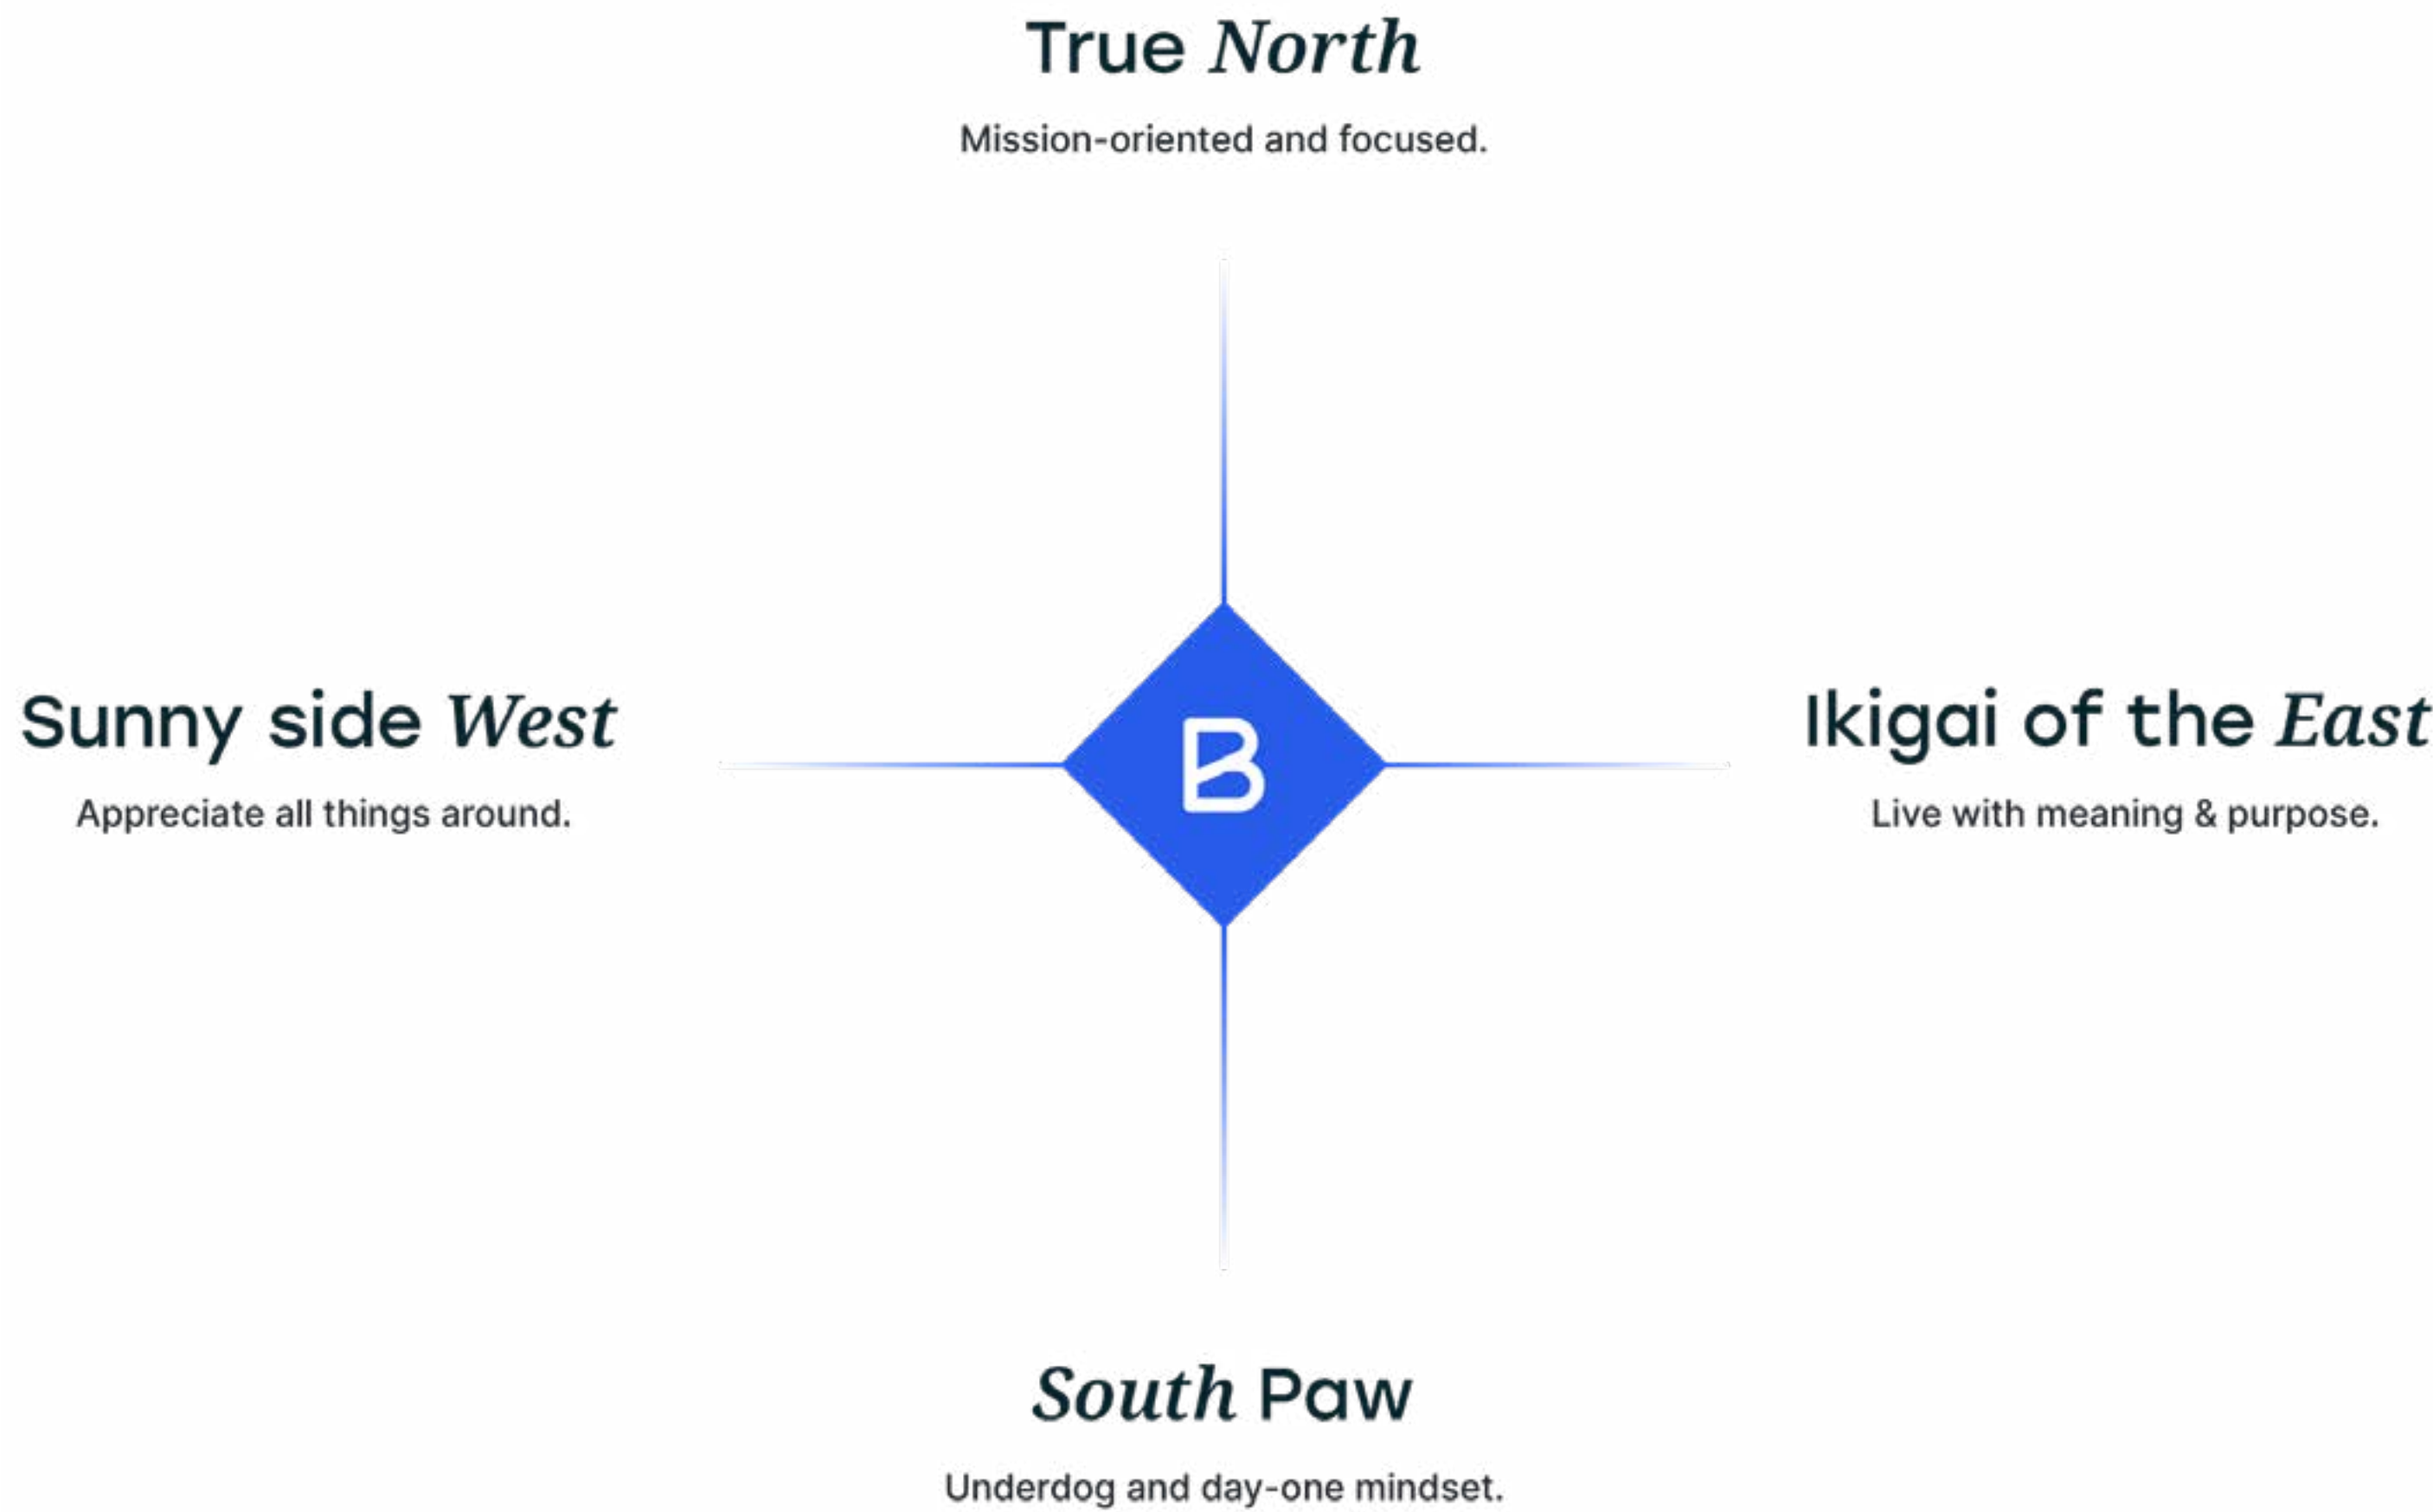 True North
Mission-oriented and focused.
Sunny side West
Appreciate all things around.
B
Ikigai of the East
Live with meaning & purpose.
South Paw
Underdog and day-one mindset.